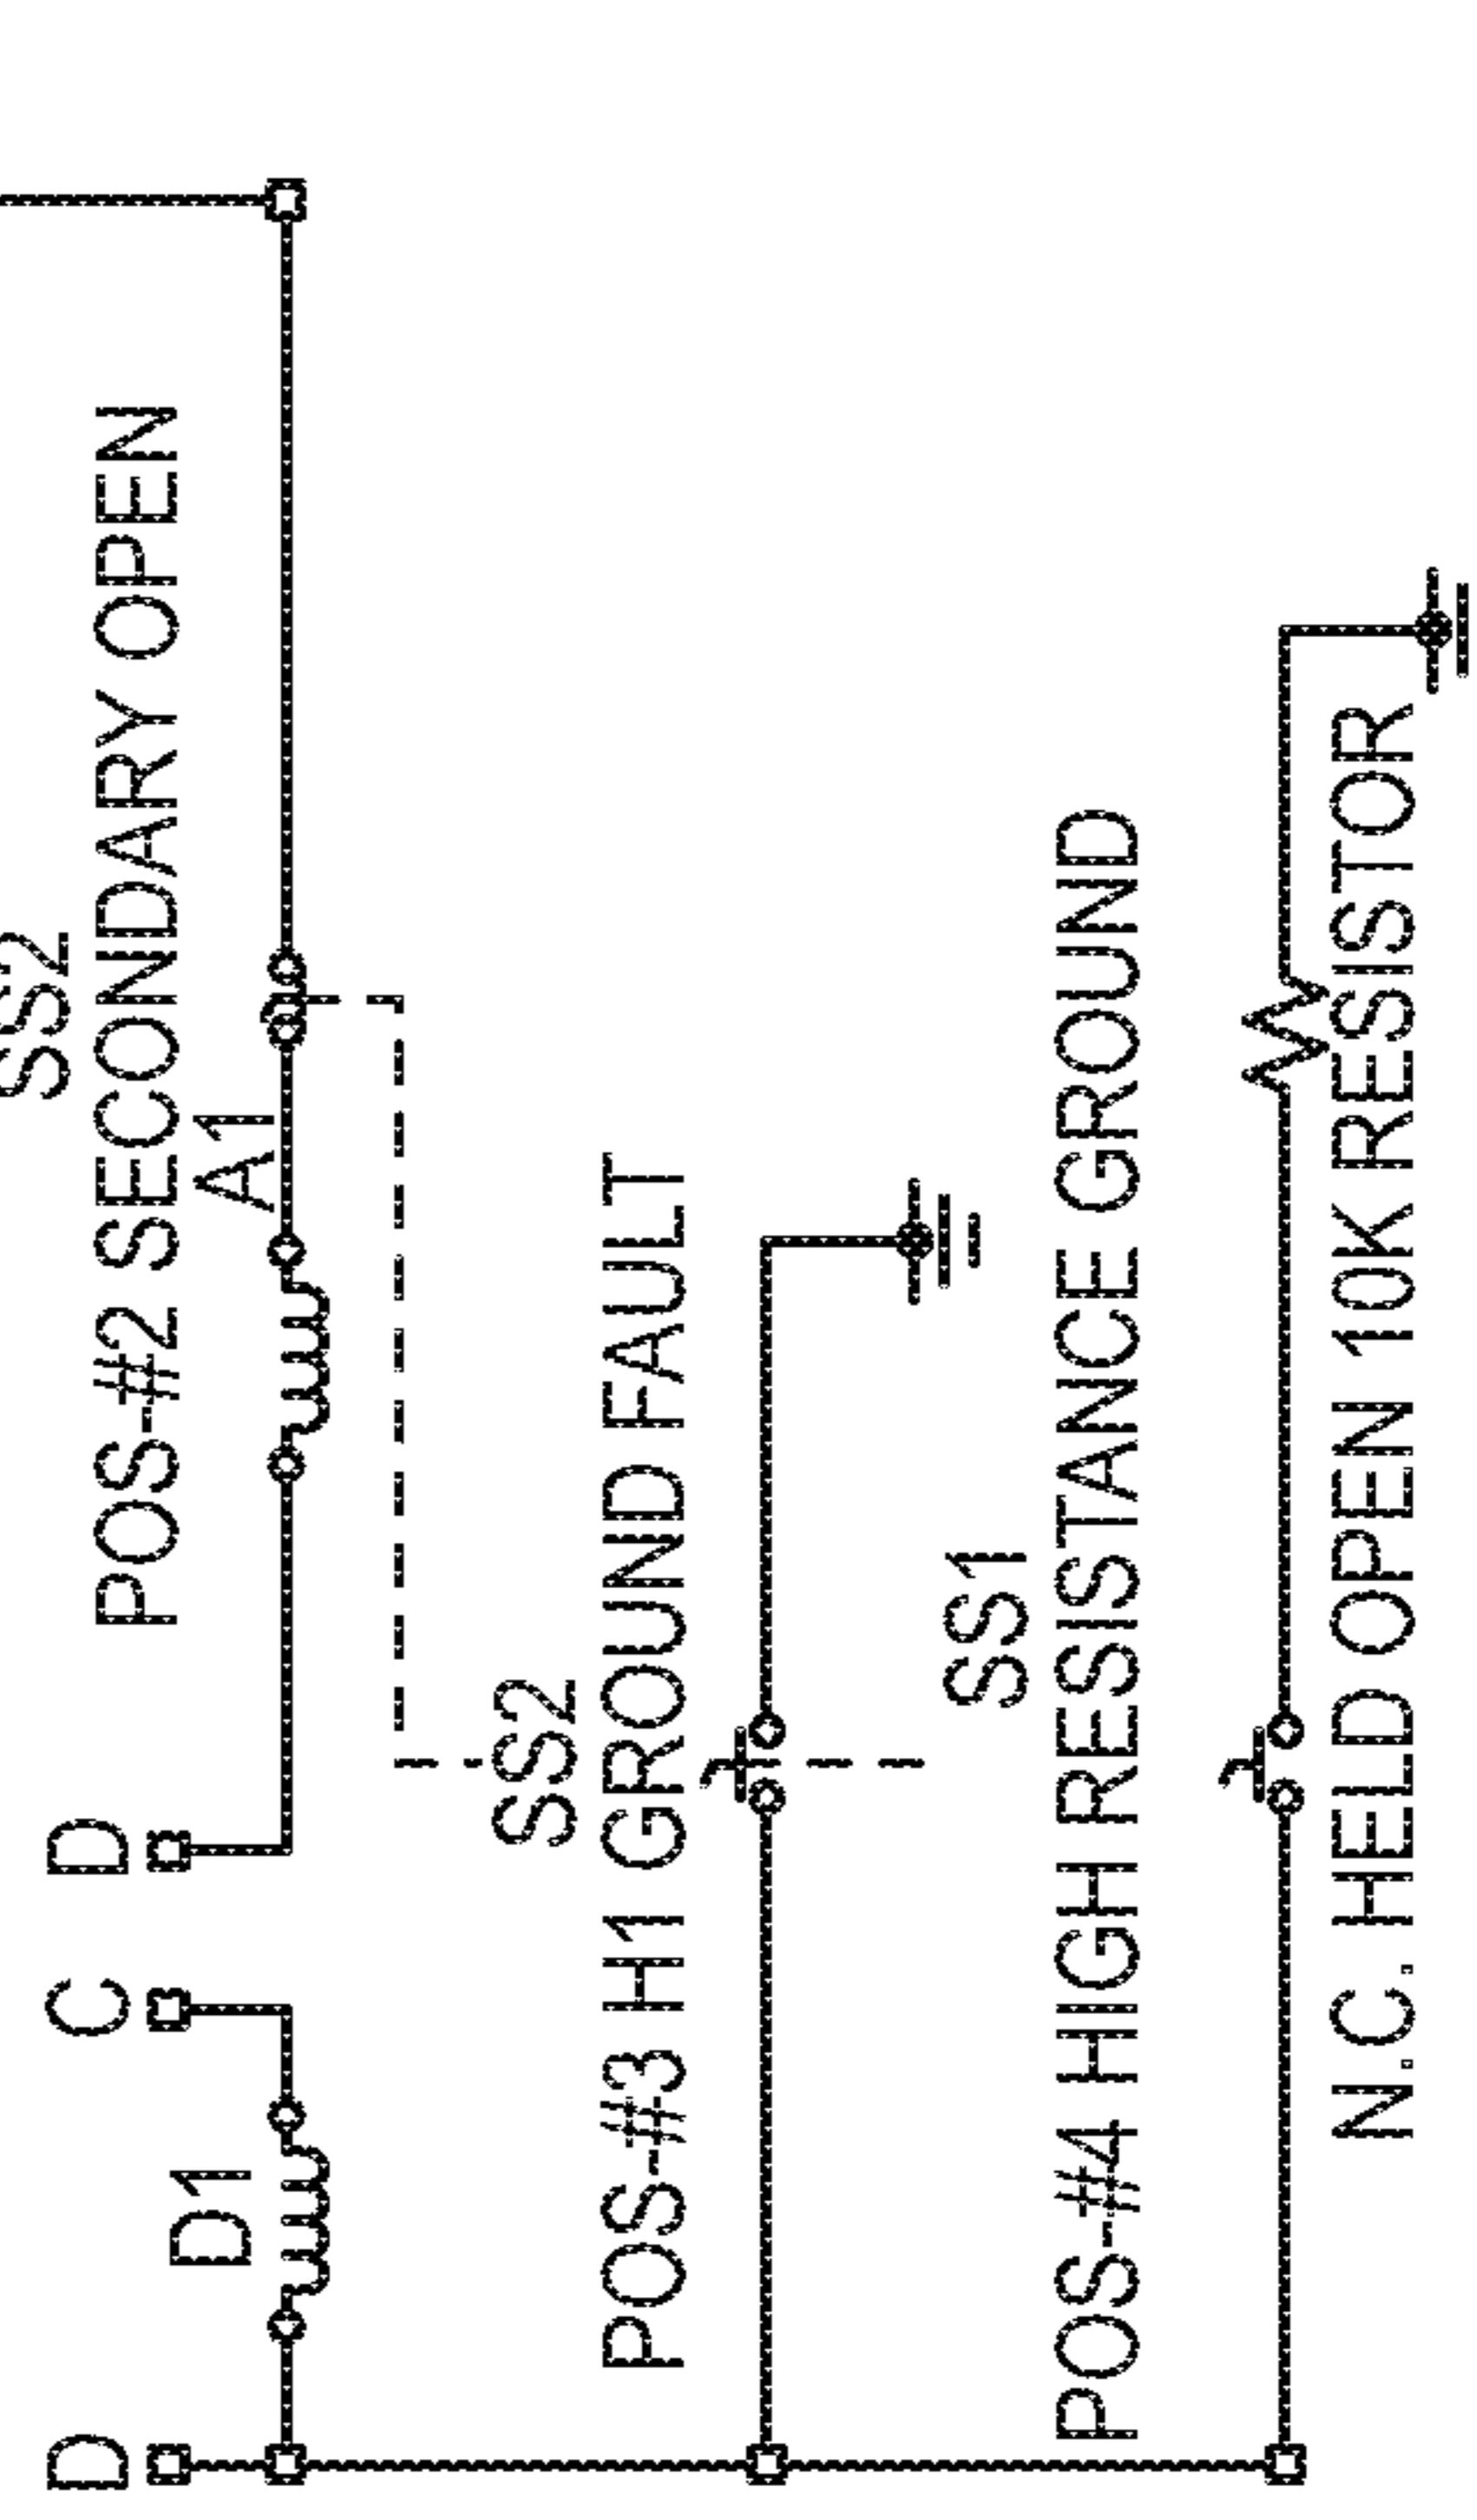 SS2
POS-#2 SECONDARY OPEN
D C D
D1 A1
SS2
POS-#3 H1 GROUND FAULT
SS1
POS-#4 HIGH RESISTANCE GROUND
N.C. HELD OPEN 10K RESISTOR